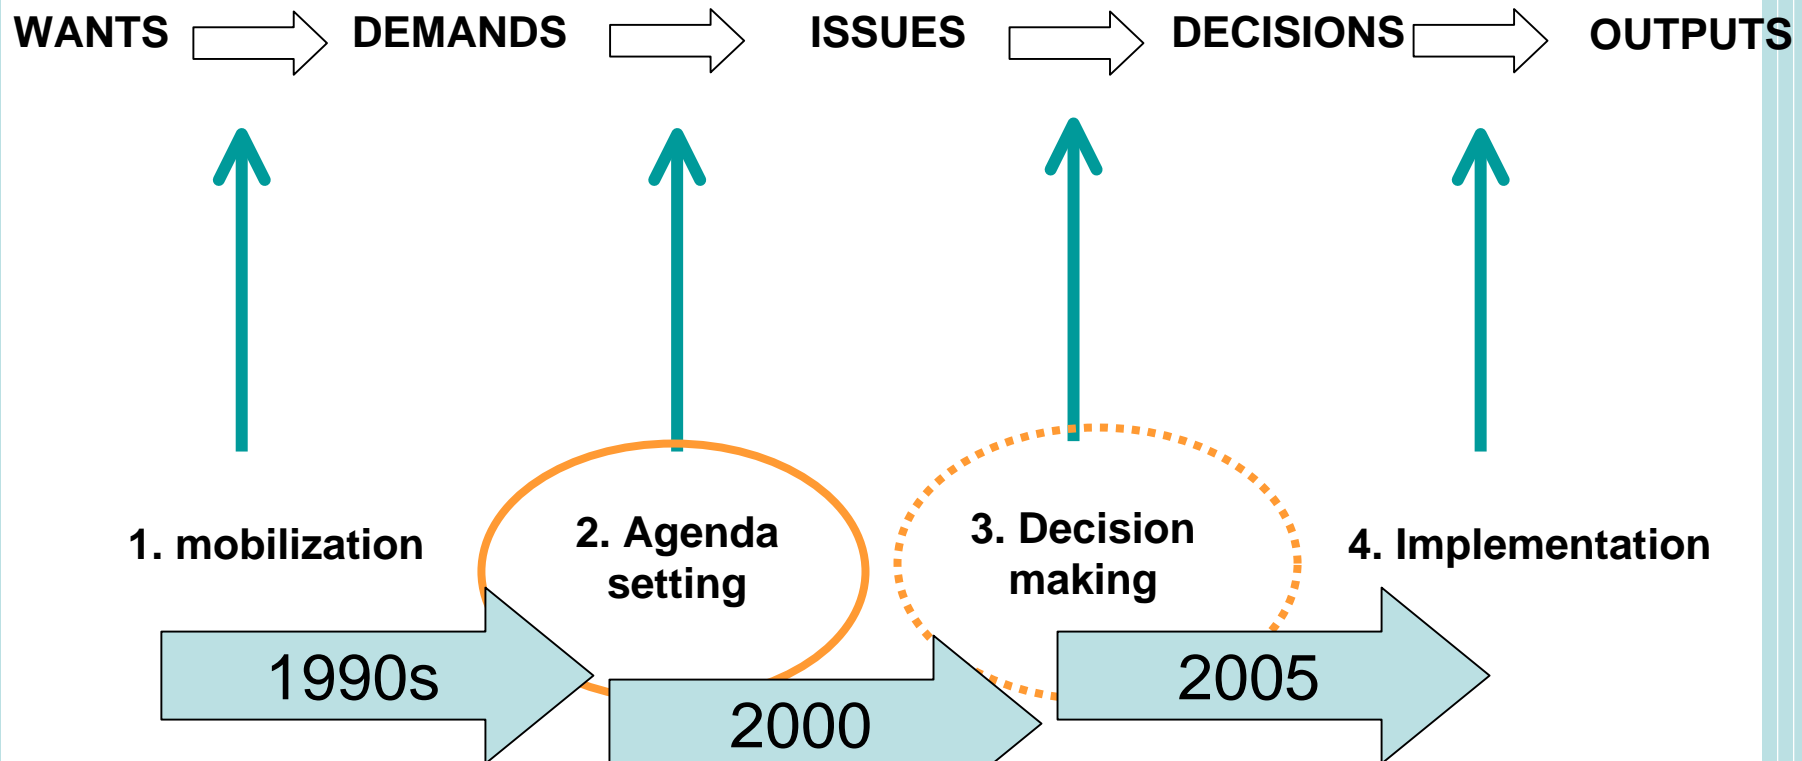 WANTS DEMANDS ISSUES DECISIONS OUTPUTS
1. mobilization
2. Agenda
setting
3. Decision
making
4. Implementation
1990s
2000
2005